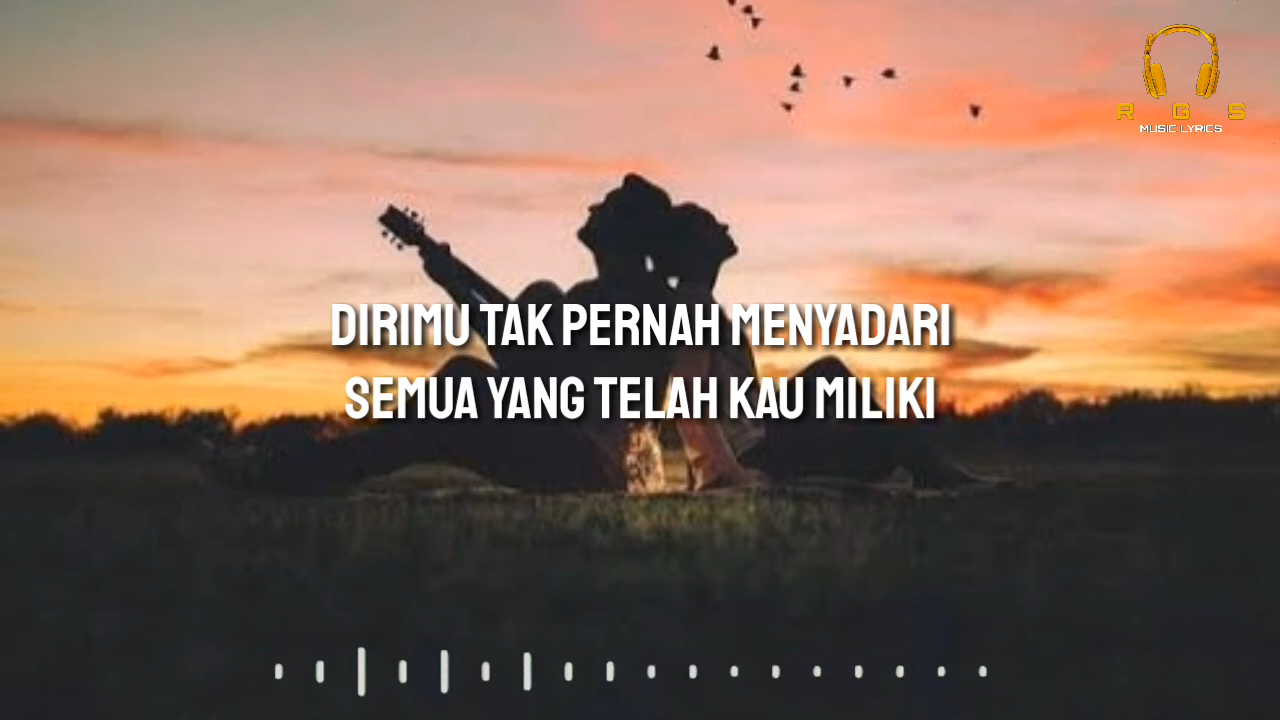 R G S
MUSIC LYRICS
DIRIMU TAK PERNAH MENYADARI
SEMUA YANG TELAH KAU MILIKI